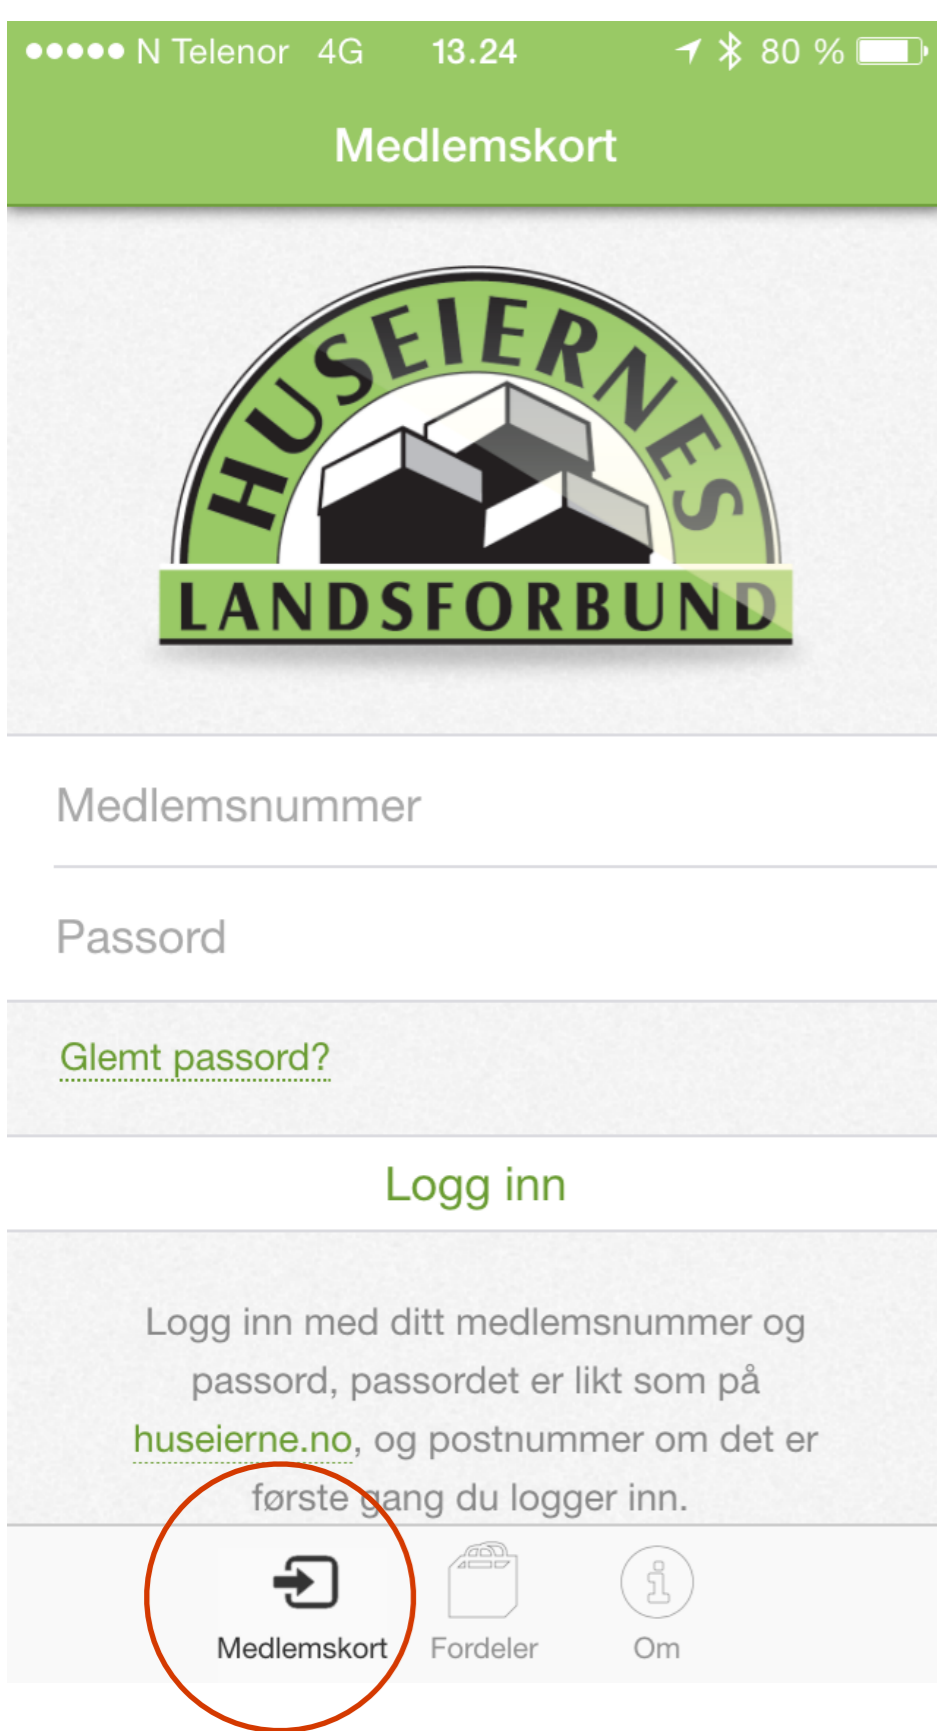 N Telenor 4G 13.24 80 %
Medlemskort
HUSEIERNES
LANDSFORBUND
Medlemsnummer
Passord
Glemt passord?
Logg inn
Logg inn med ditt medlemsnummer og
passord, passordet er likt som på
huseierne.no, og postnummer om det er
første gang du logger inn.
Medlemskort Fordeler Om